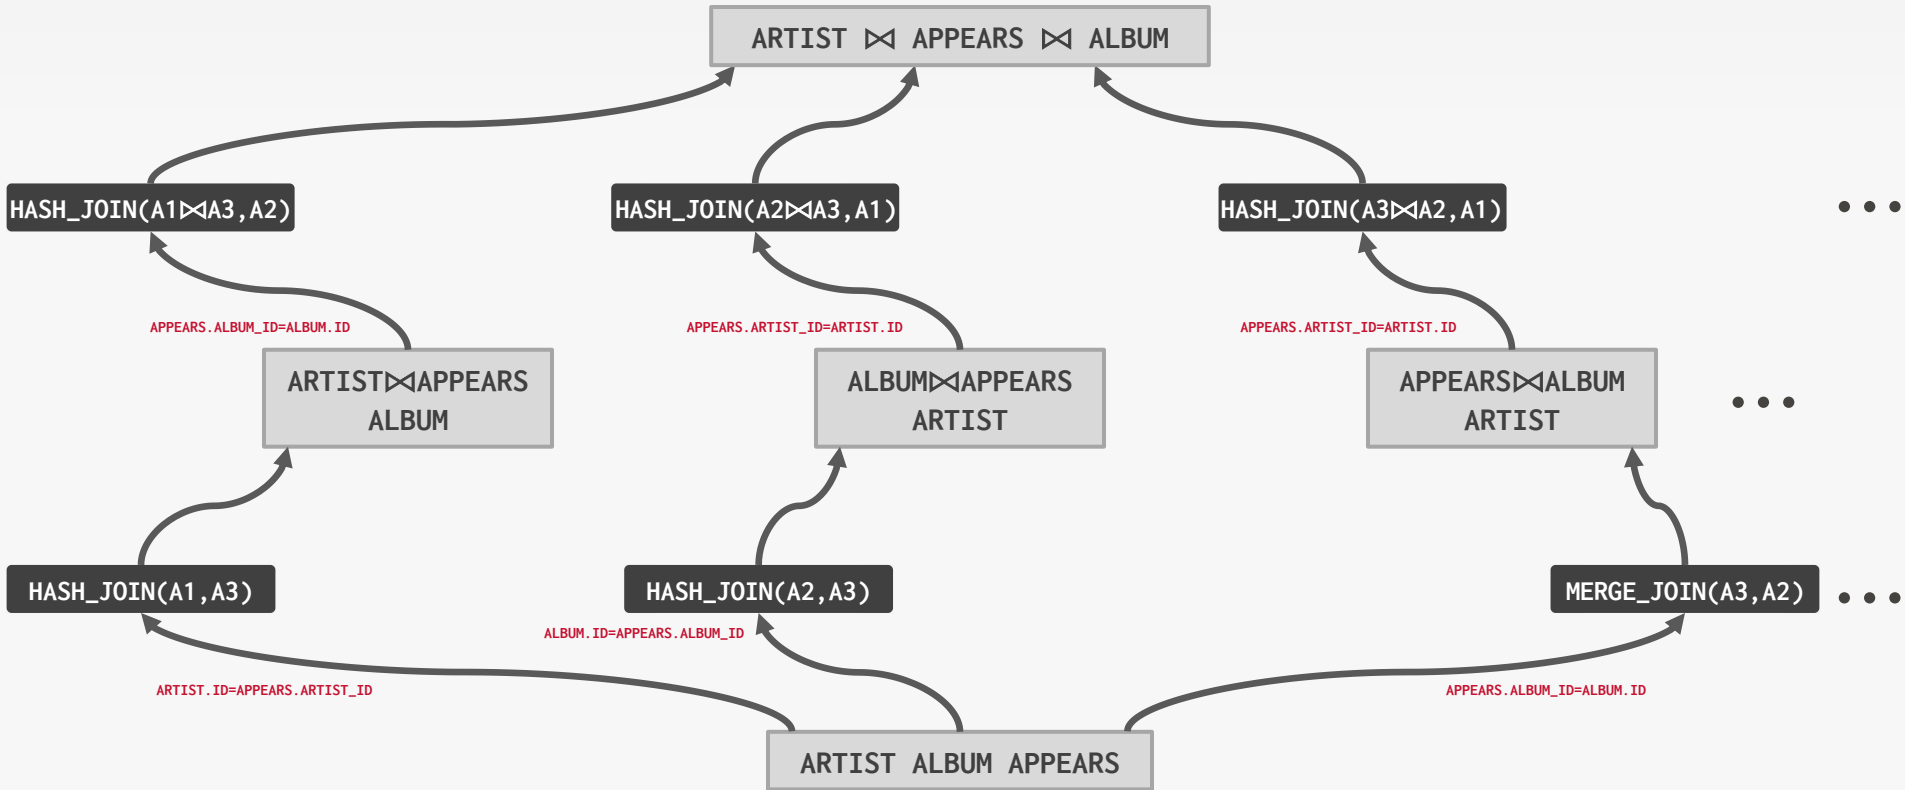 ARTIST ⋈ APPEARS ⋈ ALBUM
HASH_JOIN(A1⋈A3,A2)
HASH_JOIN(A2⋈A3,A1)
HASH_JOIN(A3⋈A2,A1)
•••
APPEARS.ALBUM_ID=ALBUM.ID
APPEARS.ARTIST_ID=ARTIST.ID
APPEARS.ARTIST_ID=ARTIST.ID
ARTIST⋈APPEARS
ALBUM
ALBUM⋈APPEARS
ARTIST
APPEARS⋈ALBUM
ARTIST
•••
HASH_JOIN(A1,A3)
HASH_JOIN(A2,A3)
MERGE_JOIN(A3,A2)
•••
ALBUM.ID=APPEARS.ALBUM_ID
ARTIST.ID=APPEARS.ARTIST_ID
APPEARS.ALBUM_ID=ALBUM.ID
ARTIST ALBUM APPEARS